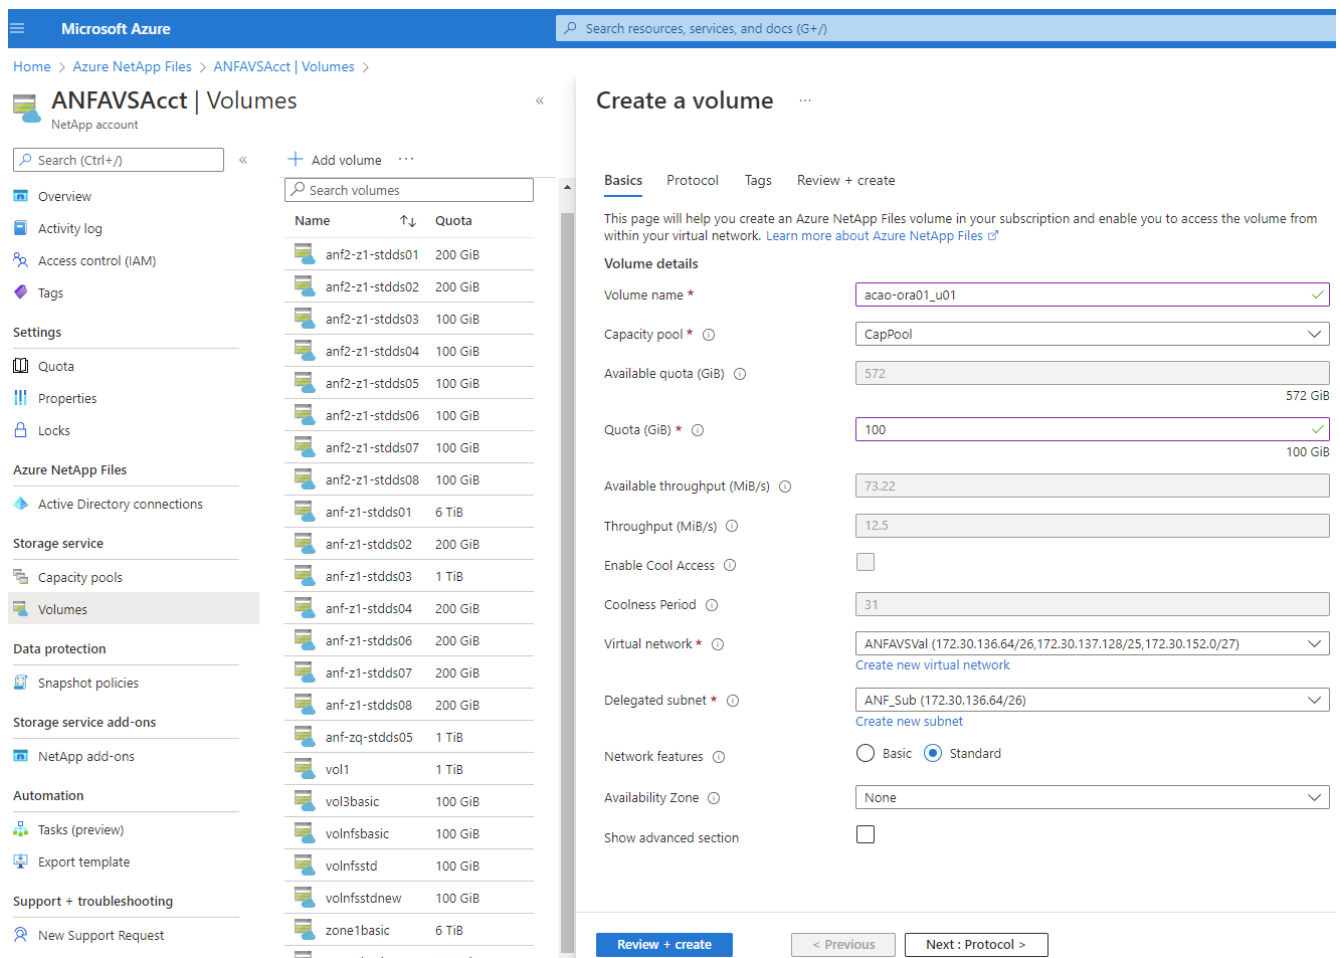 Microsoft Azure
Search resources, services, and docs (G+/)
Home > Azure NetApp Files > ANFAVSAcct | Volumes >
ANFAVSAcct | Volumes
NetApp account
Search (Ctrl+/)
Overview
Activity log
Access control (IAM)
Tags
Settings
Quota
Properties
Locks
Azure NetApp Files
Active Directory connections
Storage service
Capacity pools
Volumes
Data protection
Snapshot policies
Storage service add-ons
NetApp add-ons
Automation
Tasks (preview)
Export template
Support + troubleshooting
New Support Request
Add volume
Search volumes
Name Quota
anf2-z1-stdds01 200 GiB
anf2-z1-stdds02 200 GiB
anf2-z1-stdds03 100 GiB
anf2-z1-stdds04 100 GiB
anf2-z1-stdds05 100 GiB
anf2-z1-stdds06 100 GiB
anf2-z1-stdds07 100 GiB
anf2-z1-stdds08 100 GiB
anf-z1-stdds01 6 TiB
anf-z1-stdds02 200 GiB
anf-z1-stdds03 1 TiB
anf-z1-stdds04 200 GiB
anf-z1-stdds06 200 GiB
anf-z1-stdds07 200 GiB
anf-z1-stdds08 200 GiB
anf-zq-stdds05 1 TiB
vol1 1 TiB
vol3basic 100 GiB
volnfsbasic 100 GiB
volnfsstd 100 GiB
volnfsstdnew 100 GiB
zone1basic 6 TiB
Create a volume
Basics Protocol Tags Review + create
This page will help you create an Azure NetApp Files volume in your subscription and enable you to access the volume from
within your virtual network. Learn more about Azure NetApp Files
Volume details
Volume name * acao-ora01_u01
Capacity pool * CapPool
Available quota (GiB) 572
572 GiB
Quota (GiB) * 100
100 GiB
Available throughput (MiB/s) 73.22
Throughput (MiB/s) 12.5
Enable Cool Access
Coolness Period 31
Virtual network * ANFAVSVal (172.30.136.64/26,172.30.137.128/25,172.30.152.0/27)
Create new virtual network
Delegated subnet * ANF_Sub (172.30.136.64/26)
Create new subnet
Network features Basic Standard
Availability Zone None
Show advanced section
Review + create < Previous Next : Protocol >